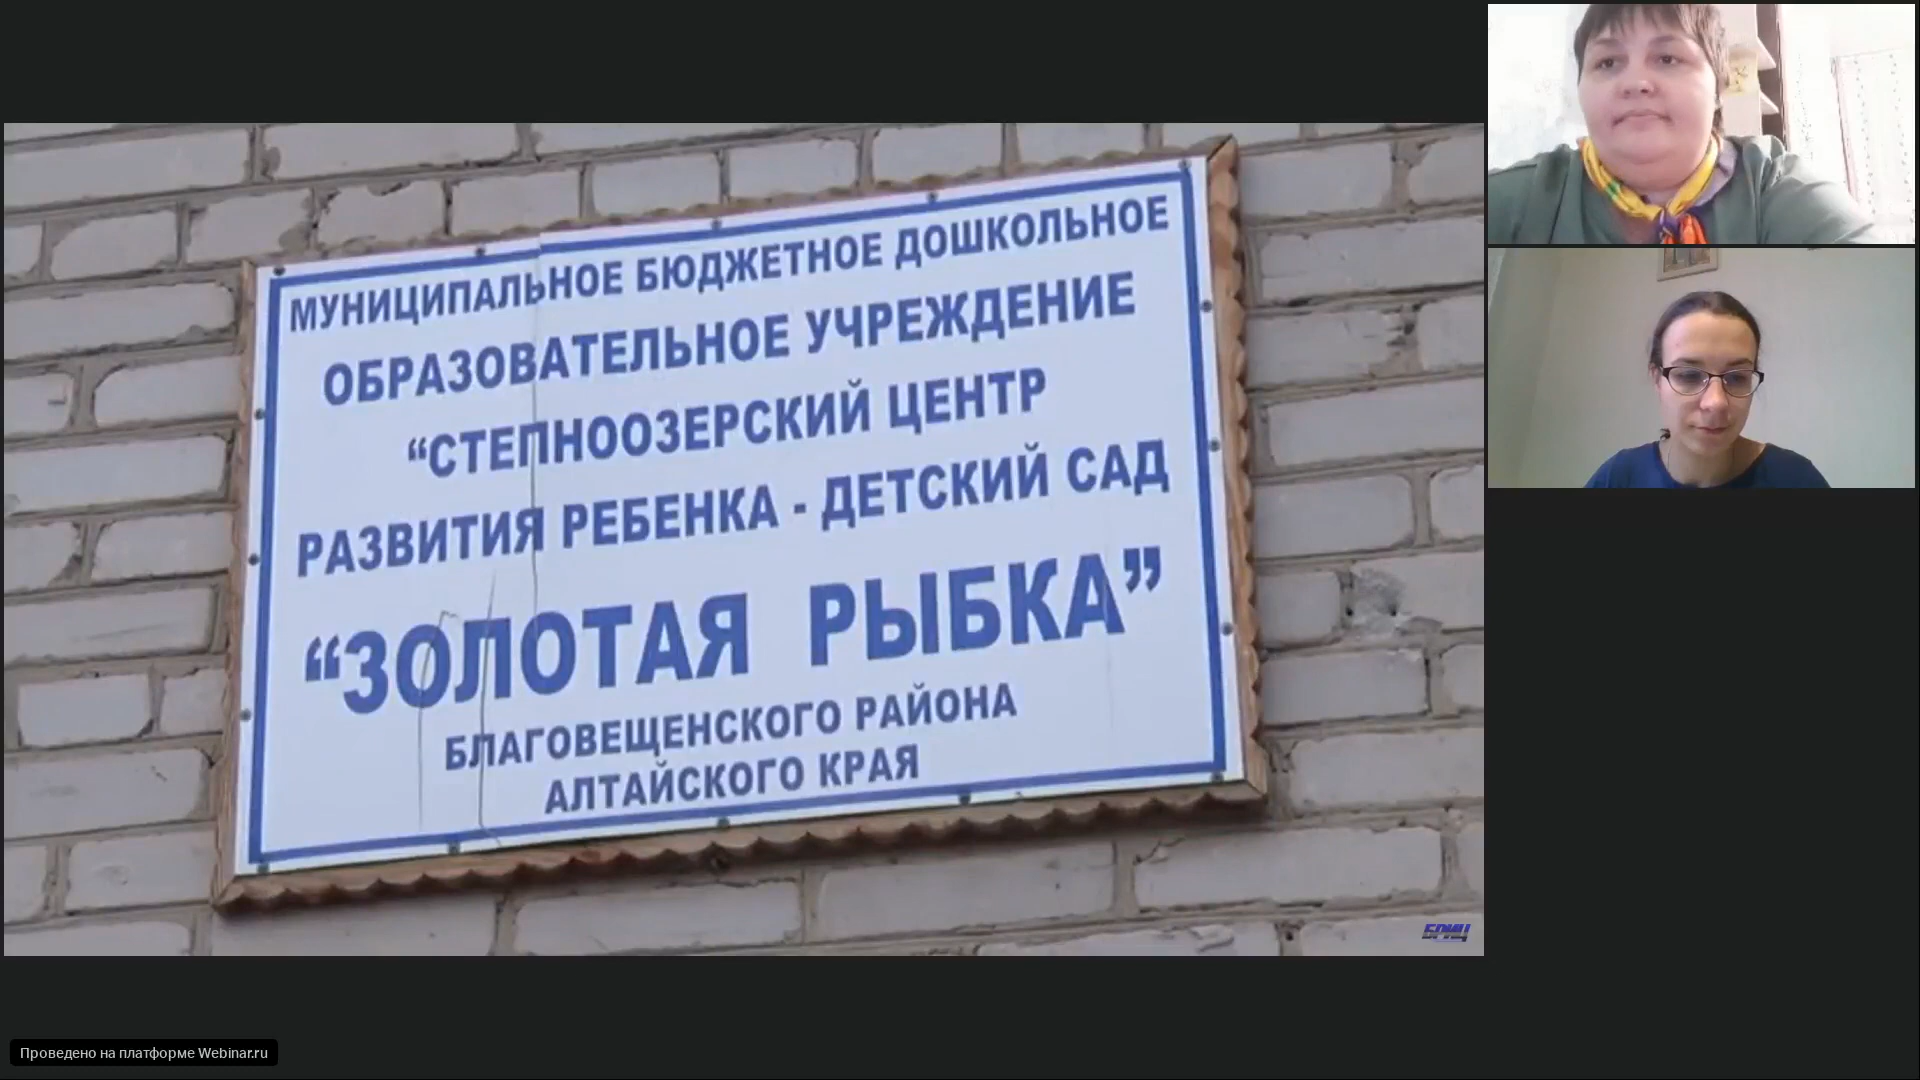 МУНИЦИПАЛЬНОЕ БЮДЖЕТНОЕ ДОШКОЛЬНОЕ
ОБРАЗОВАТЕЛЬНОЕ УЧРЕЖДЕНИЕ
“СТЕПНООЗЕРСКИЙ ЦЕНТР
РАЗВИТИЯ РЕБЕНКА - ДЕТСКИЙ САД
“ЗОЛОТАЯ РЫБКА”
БЛАГОВЕЩЕНСКОГО РАЙОНА
АЛТАЙСКОГО КРАЯ
БРИЦ
Проведено на платформе Webinar.ru